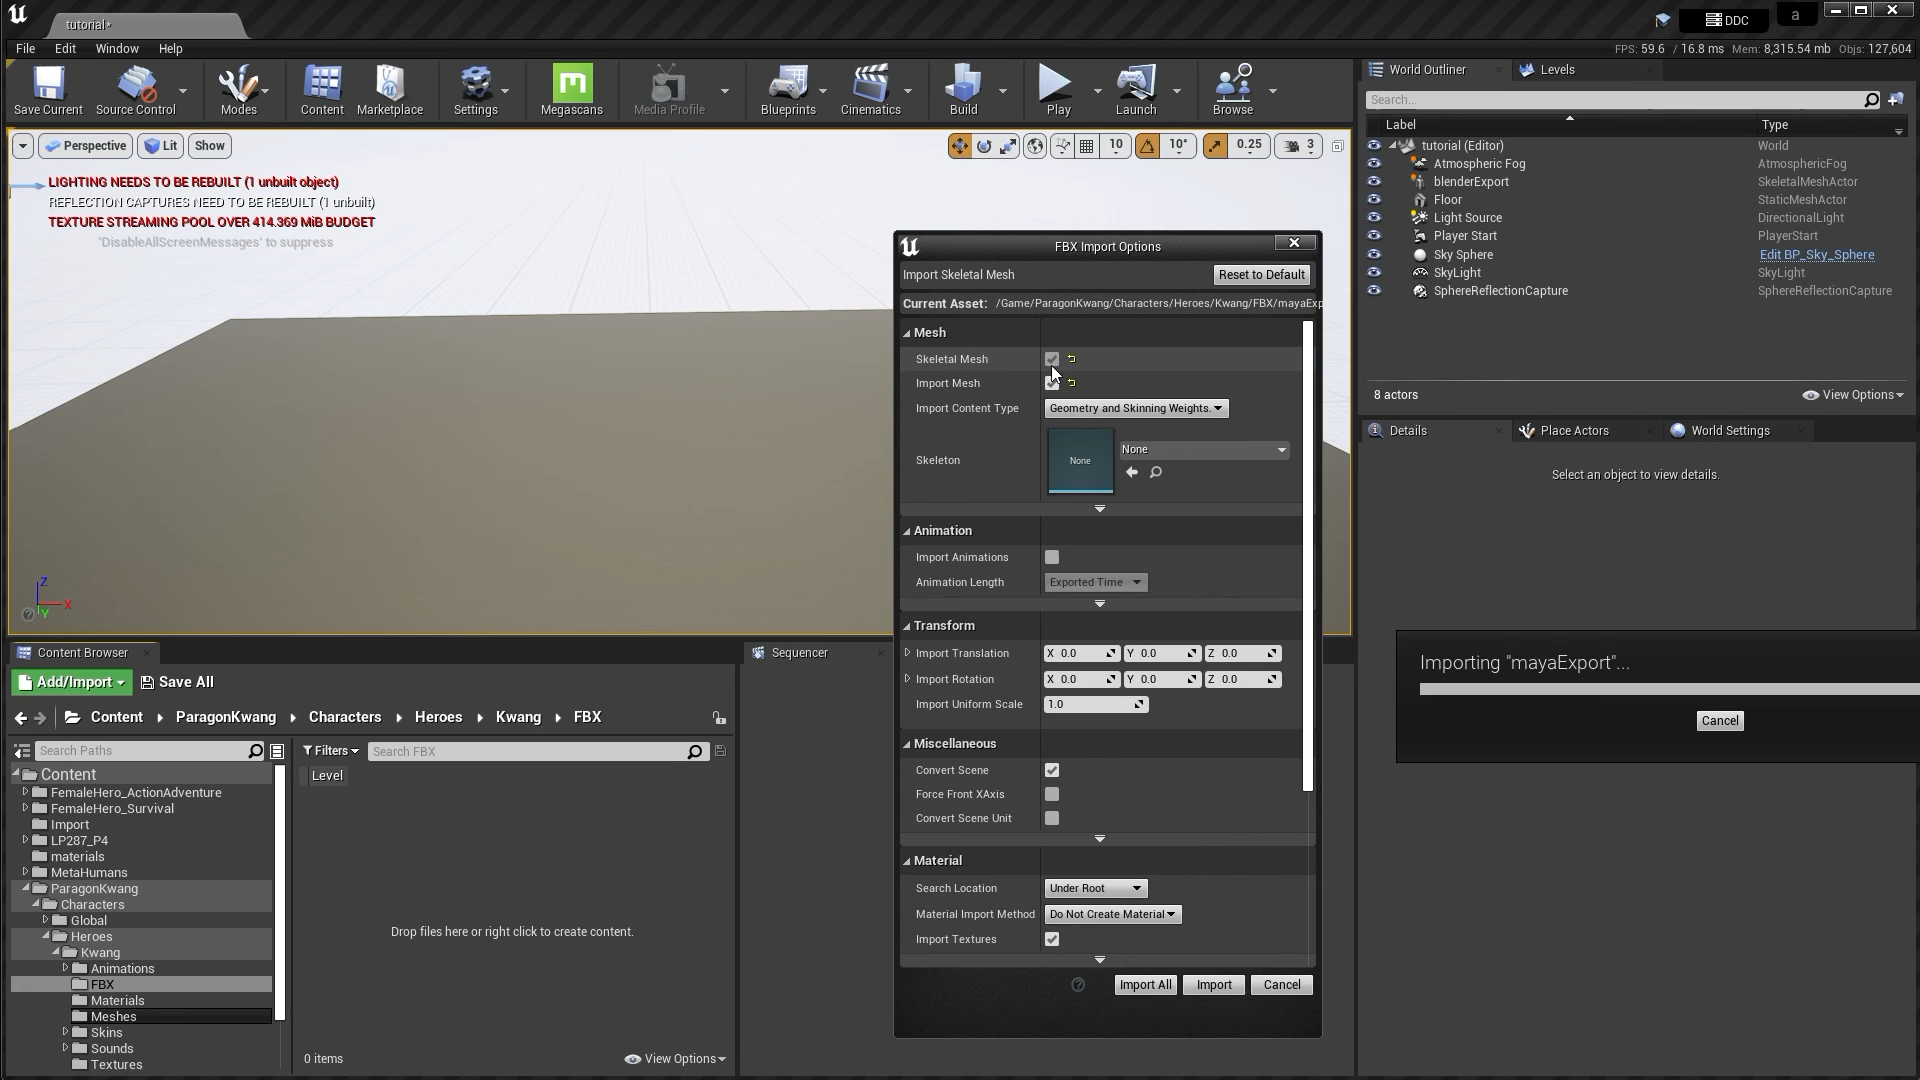 tutorial*
DDC
a
File Edit Window Help
FPS: 59.6 / 16.8 ms Mem: 8,315.54 mb Objs: 127,604
Save Current
Source Control
Modes
Content
Marketplace
Settings
Megascans
Media Profile
Blueprints
Cinematics
Build
Play
Launch
Browse
World Outliner
Levels
Search...
Label Type
tutorial (Editor) World
Atmospheric Fog AtmosphericFog
blenderExport SkeletalMeshActor
Floor StaticMeshActor
Light Source DirectionalLight
Player Start PlayerStart
Sky Sphere Edit BP_Sky_Sphere
SkyLight SkyLight
SphereReflectionCapture SphereReflectionCapture
8 actors View Options
Perspective Lit Show
10 10° 0.25 3
LIGHTING NEEDS TO BE REBUILT (1 unbuilt object)
REFLECTION CAPTURES NEED TO BE REBUILT (1 unbuilt)
TEXTURE STREAMING POOL OVER 414.369 MiB BUDGET
'DisableAllScreenMessages' to suppress
Z
X
Y
FBX Import Options
Import Skeletal Mesh Reset to Default
Current Asset: /Game/ParagonKwang/Characters/Heroes/Kwang/FBX/mayaExp
Mesh
Skeletal Mesh
Import Mesh
Import Content Type Geometry and Skinning Weights.
Skeleton None None
Animation
Import Animations
Animation Length Exported Time
Transform
Import Translation X 0.0 Y 0.0 Z 0.0
Import Rotation X 0.0 Y 0.0 Z 0.0
Import Uniform Scale 1.0
Miscellaneous
Convert Scene
Force Front XAxis
Convert Scene Unit
Material
Search Location Under Root
Material Import Method Do Not Create Material
Import Textures
Import All Import Cancel
Details
Place Actors
World Settings
Select an object to view details.
Importing "mayaExport"...
Cancel
Content Browser
Sequencer
Add/Import Save All
Content ParagonKwang Characters Heroes Kwang FBX
Search Paths
Filters Search FBX
Level
Content
FemaleHero_ActionAdventure
FemaleHero_Survival
Import
LP287_P4
materials
MetaHumans
ParagonKwang
Characters
Global
Heroes
Kwang
Animations
FBX
Materials
Meshes
Skins
Sounds
Textures
Drop files here or right click to create content.
0 items View Options